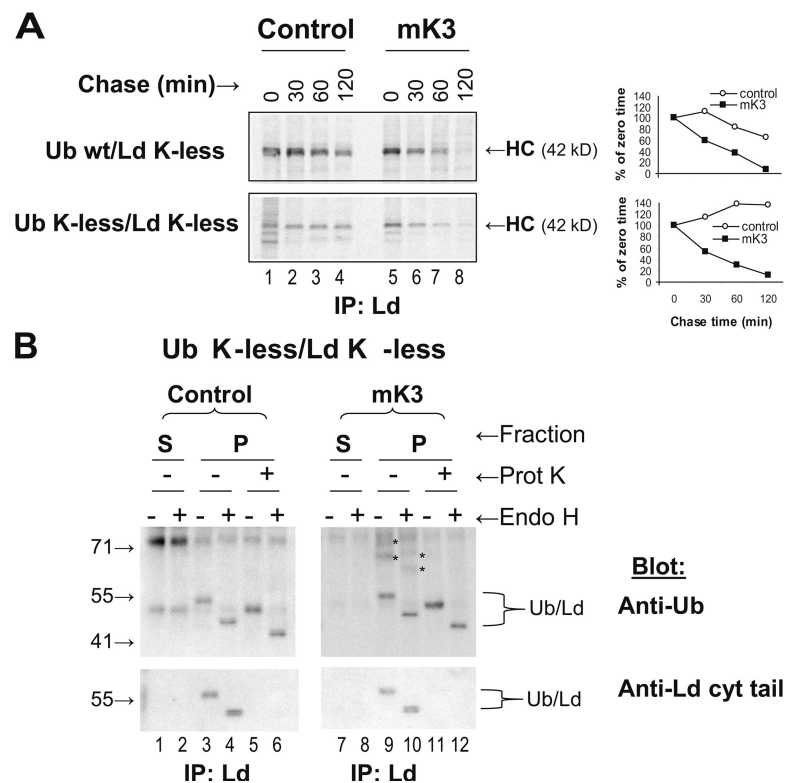 A
Control mK3
Chase (min)→
0 30 60 120 0 30 60 120
Ub wt/Ld K-less
←HC (42 kD)
Ub K-less/Ld K-less
←HC (42 kD)
1 2 3 4 5 6 7 8
IP: Ld
% of zero time
140
120
100
80
60
40
20
0
control
mK3
% of zero time
140
120
100
80
60
40
20
0
control
mK3
0 30 60 120
Chase time (min)
B
Ub K-less/Ld K -less
Control mK3
S P S P ←Fraction
- - + - - + ←Prot K
- + - + - + - + - + - + ←Endo H
71→
55→
41→
* *
* *
Ub/Ld
Blot:
Anti-Ub
55→
Ub/Ld
Anti-Ld cyt tail
1 2 3 4 5 6 7 8 9 10 11 12
IP: Ld IP: Ld